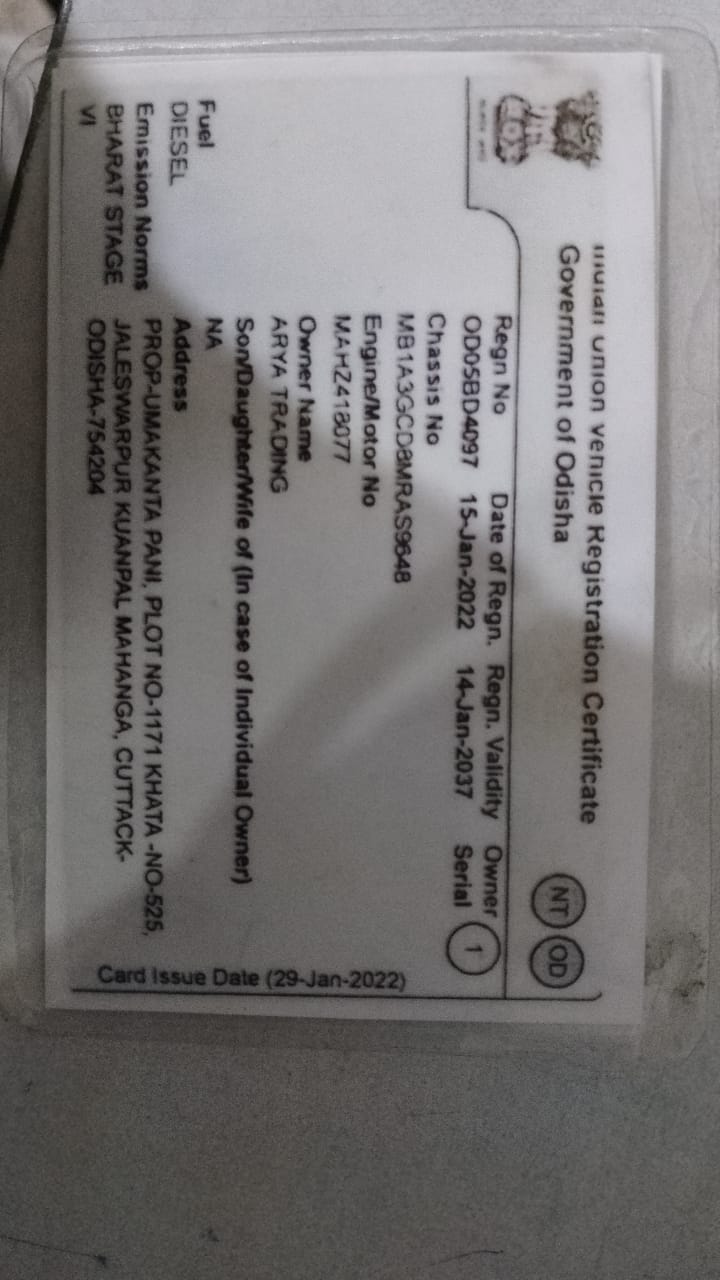 Indian Union Vehicle Registration Certificate
Government of Odisha
NT OD
Regn No Date of Regn. Regn. Validity Owner
OD05BD4097 15-Jan-2022 14-Jan-2037 Serial 1
Chassis No
MB1A3GCD8MRAS9648
Engine/Motor No
MAHZ418077
Owner Name
ARYA TRADING
Son/Daughter/Wife of (In case of Individual Owner)
NA
Fuel
DIESEL
Emission Norms
BHARAT STAGE
VI
Address
PROP-UMAKANTA PANI, PLOT NO-1171 KHATA -NO-525,
JALESWARPUR KUANPAL MAHANGA, CUTTACK-
ODISHA-754204
Card Issue Date (29-Jan-2022)